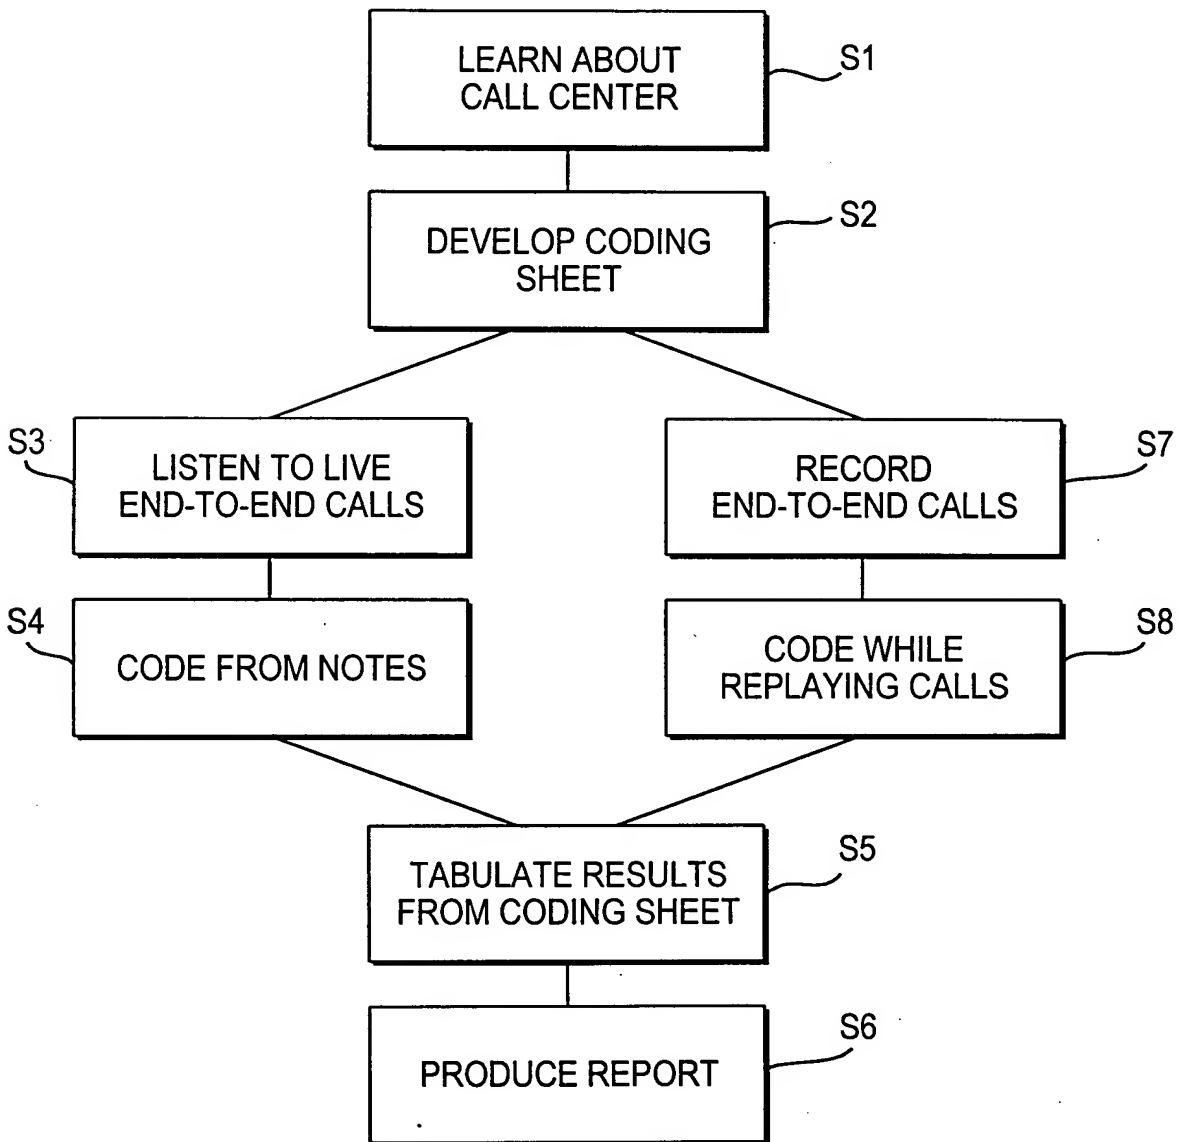 LEARN ABOUT
CALL CENTER
S1
DEVELOP CODING
SHEET
S2
S3
LISTEN TO LIVE
END-TO-END CALLS
S7
RECORD
END-TO-END CALLS
S4
CODE FROM NOTES
S8
CODE WHILE
REPLAYING CALLS
S5
TABULATE RESULTS
FROM CODING SHEET
S6
PRODUCE REPORT